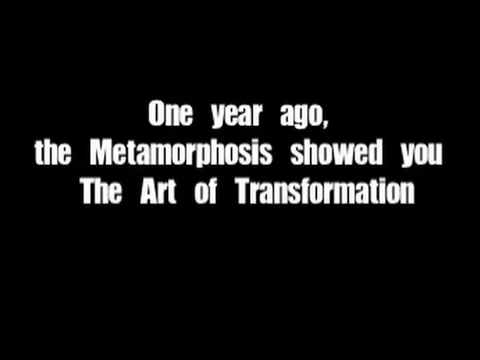 One year ago,
the Metamorphosis showed you
The Art of Transformation